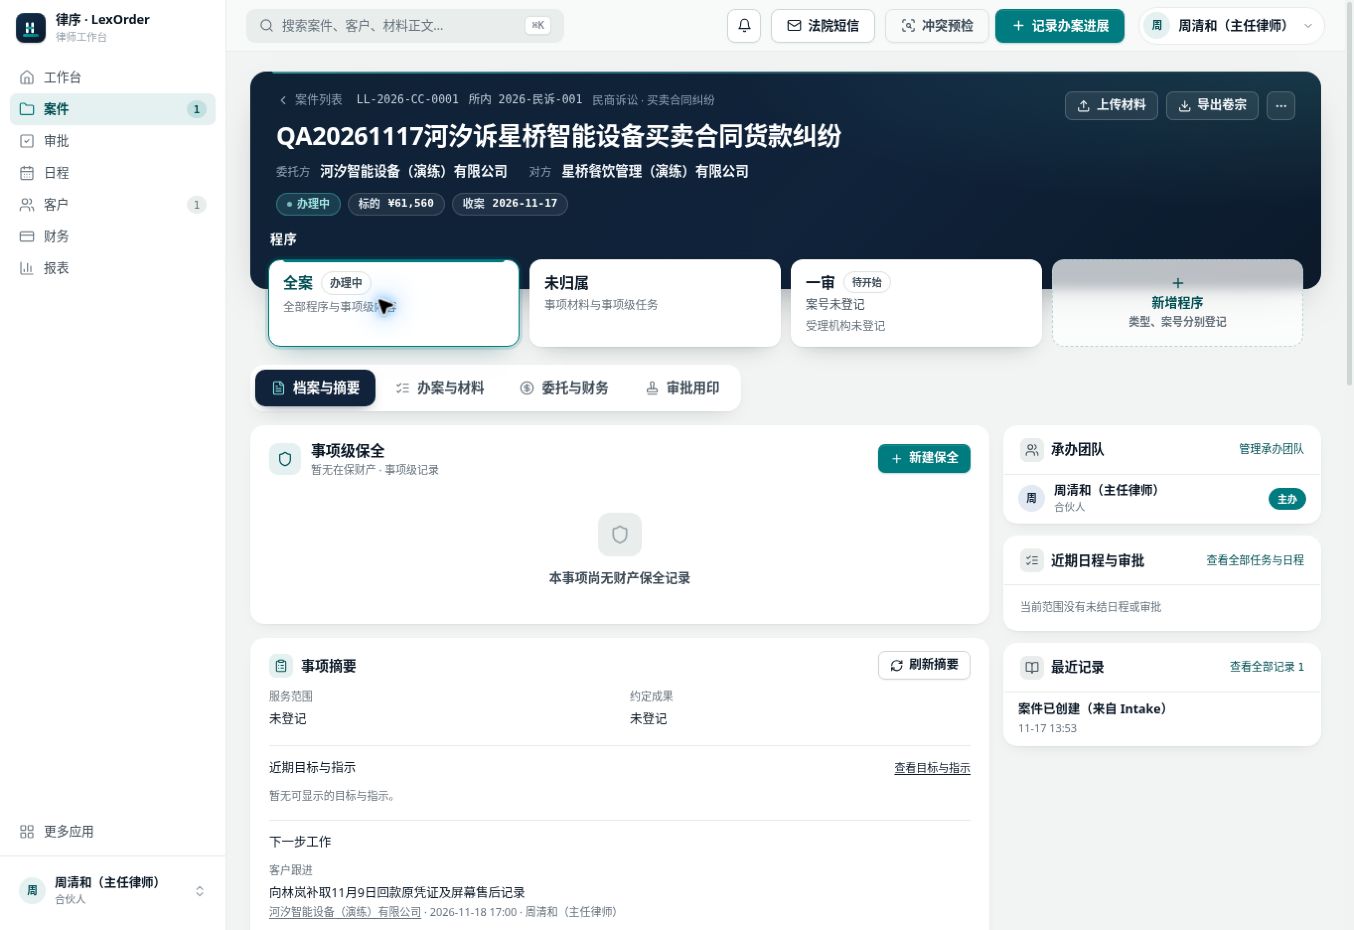 律序 · LexOrder
律师工作台
搜索案件、客户、材料正文...
⌘K
法院短信
冲突预检
记录办案进展
周
周清和（主任律师）
工作台
案件
1
审批
日程
客户
1
财务
报表
更多应用
周
周清和（主任律师）
合伙人
案件列表 LL-2026-CC-0001 所内 2026-民诉-001 民商诉讼 · 买卖合同纠纷
上传材料
导出卷宗
QA20261117河汐诉星桥智能设备买卖合同货款纠纷
委托方 河汐智能设备（演练）有限公司 对方 星桥餐饮管理（演练）有限公司
办理中 标的 ¥61,560 收案 2026-11-17
程序
全案 办理中
全部程序与事项级内容
未归属
事项材料与事项级任务
一审 待开始
案号未登记
受理机构未登记
新增程序
类型、案号分别登记
档案与摘要
办案与材料
委托与财务
审批用印
事项级保全
暂无在保财产 · 事项级记录
新建保全
本事项尚无财产保全记录
事项摘要
刷新摘要
服务范围
未登记
约定成果
未登记
近期目标与指示
查看目标与指示
暂无可显示的目标与指示。
下一步工作
客户跟进
向林岚补取11月9日回款原凭证及屏幕售后记录
河汐智能设备（演练）有限公司 · 2026-11-18 17:00 · 周清和（主任律师）
承办团队
管理承办团队
周
周清和（主任律师）
合伙人
主办
近期日程与审批
查看全部任务与日程
当前范围没有未结日程或审批
最近记录
查看全部记录 1
案件已创建（来自 Intake）
11-17 13:53